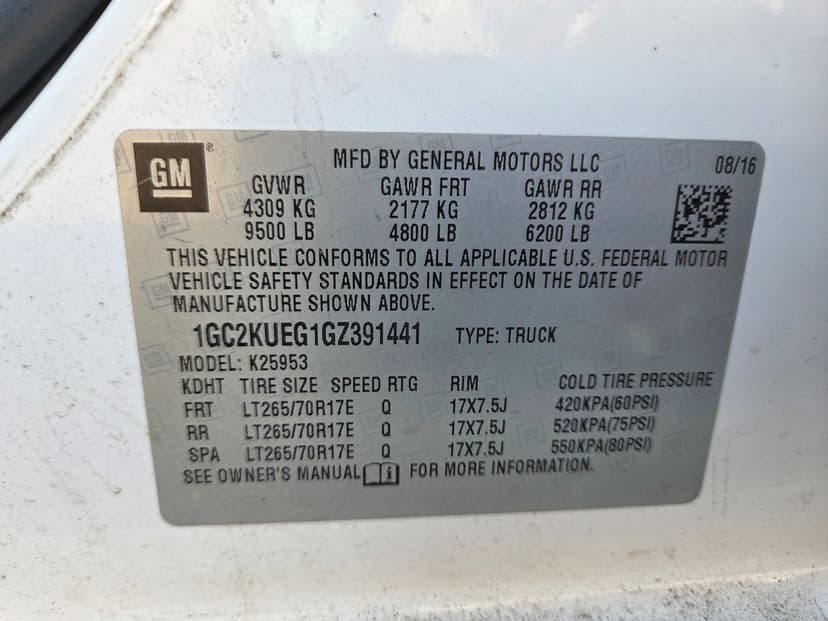 GM ®
MFD BY GENERAL MOTORS LLC 08/16
GVWR GAWR FRT GAWR RR
4309 KG 2177 KG 2812 KG
9500 LB 4800 LB 6200 LB
THIS VEHICLE CONFORMS TO ALL APPLICABLE U.S. FEDERAL MOTOR
VEHICLE SAFETY STANDARDS IN EFFECT ON THE DATE OF
MANUFACTURE SHOWN ABOVE.
1GC2KUEG1GZ391441 TYPE: TRUCK
MODEL: K25953
KDHT TIRE SIZE SPEED RTG RIM COLD TIRE PRESSURE
FRT LT265/70R17E Q 17X7.5J 420KPA(60PSI)
RR LT265/70R17E Q 17X7.5J 520KPA(75PSI)
SPA LT265/70R17E Q 17X7.5J 550KPA(80PSI)
SEE OWNER'S MANUAL i FOR MORE INFORMATION.